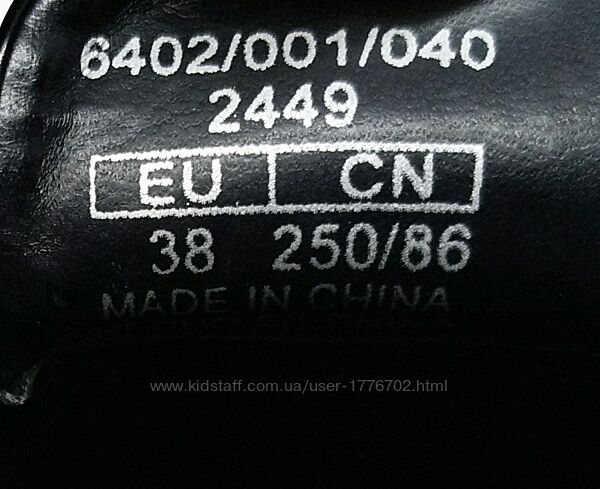 6402/001/040
2449
EU CN
38 250/86
MADE IN CHINA
www.kidstaff.com.ua/user-1776702.html